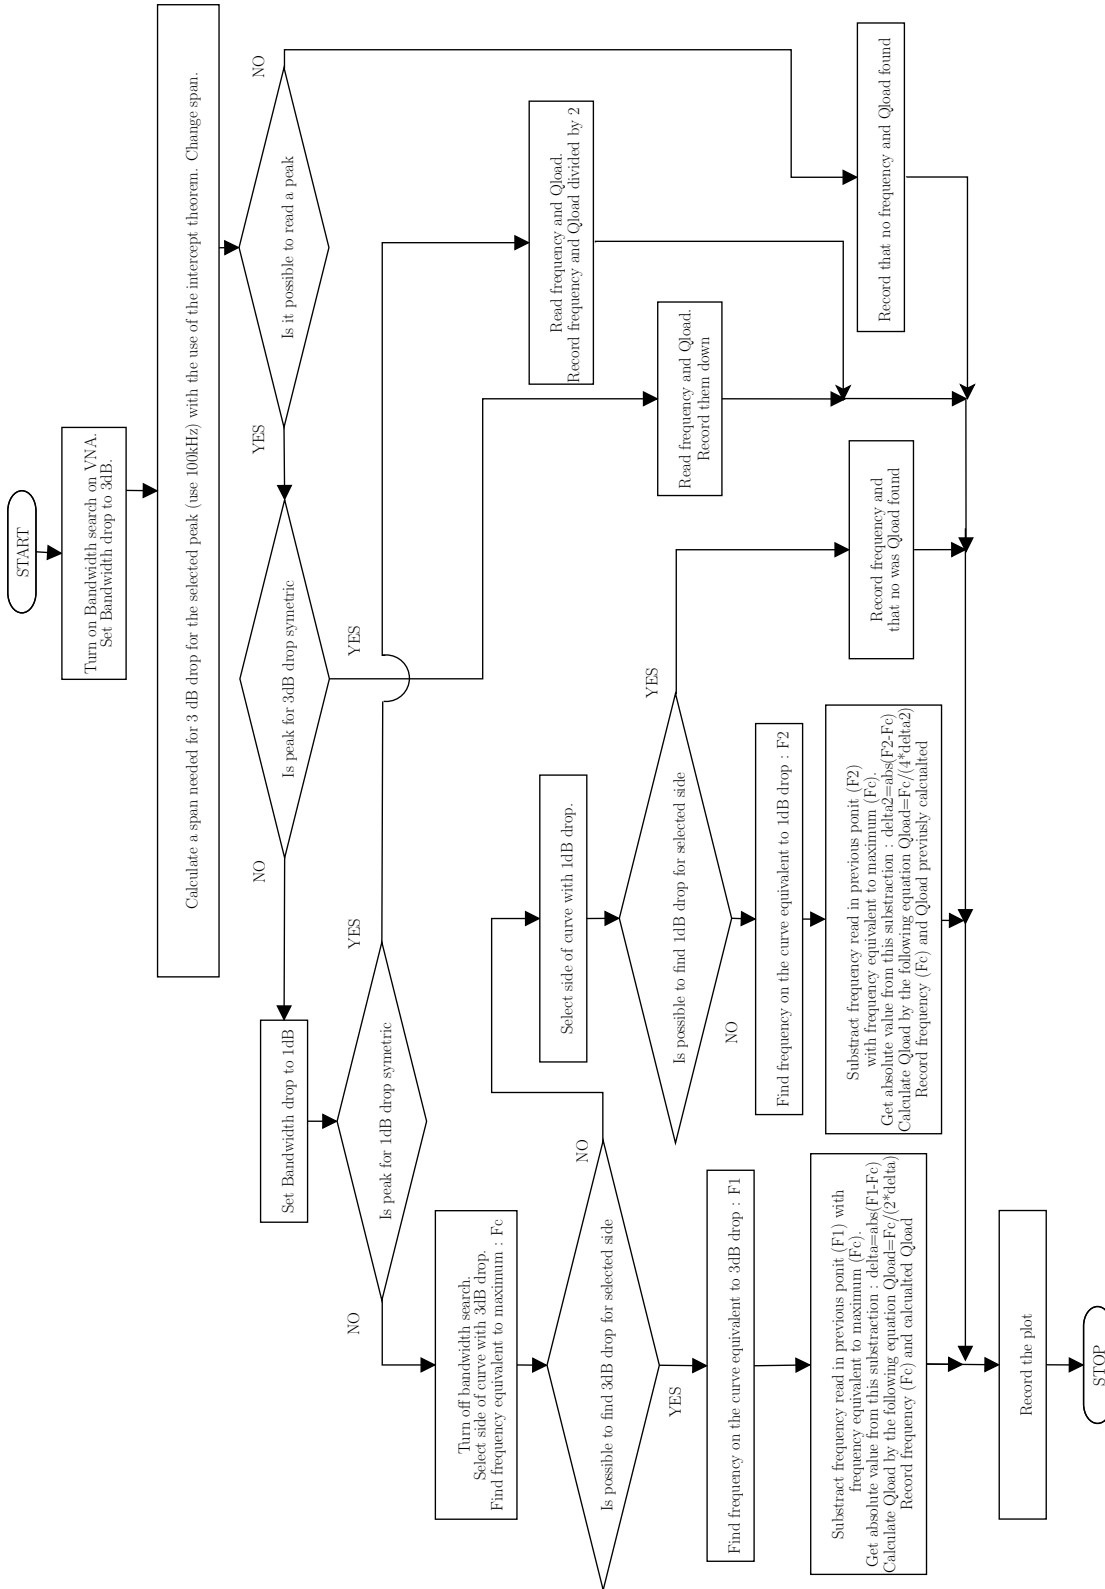 START
Turn on Bandwidth search on VNA.
Set Bandwidth drop to 3dB.
Calculate a span needed for 3 dB drop for the selected peak (use 100kHz) with the use of the intercept theorem. Change span.
Is it possible to read a peak
NO
YES
Is peak for 3dB drop symetric
NO
YES
Set Bandwidth drop to 1dB
Is peak for 1dB drop symetric
NO
YES
Read frequency and Qload.
Record frequency and Qload divided by 2
Turn off bandwidth search.
Select side of curve with 3dB drop.
Find frequency equivalent to maximum : Fc
Select side of curve with 1dB drop.
Is possible to find 3dB drop for selected side
NO
YES
Is possible to find 1dB drop for selected side
NO
YES
Read frequency and Qload.
Record them down
Find frequency on the curve equivalent to 3dB drop : F1
Find frequency on the curve equivalent to 1dB drop : F2
Substract frequency read in previous ponit (F1) with
frequency equivalent to maximum (Fc).
Get absolute value from this substraction : delta=abs(F1-Fc)
Calculate Qload by the following equation Qload=Fc/(2*delta)
Record frequency (Fc) and calcualted Qload
Substract frequency read in previous ponit (F2)
with frequency equivalent to maximum (Fc).
Get absolute value from this substraction : delta2=abs(F2-Fc)
Calculate Qload by the following equation Qload=Fc/(4*delta2)
Record frequency (Fc) and Qload previusly calcualted
Record frequency and
that no was Qload found
Record that no frequency and Qload found
Record the plot
STOP